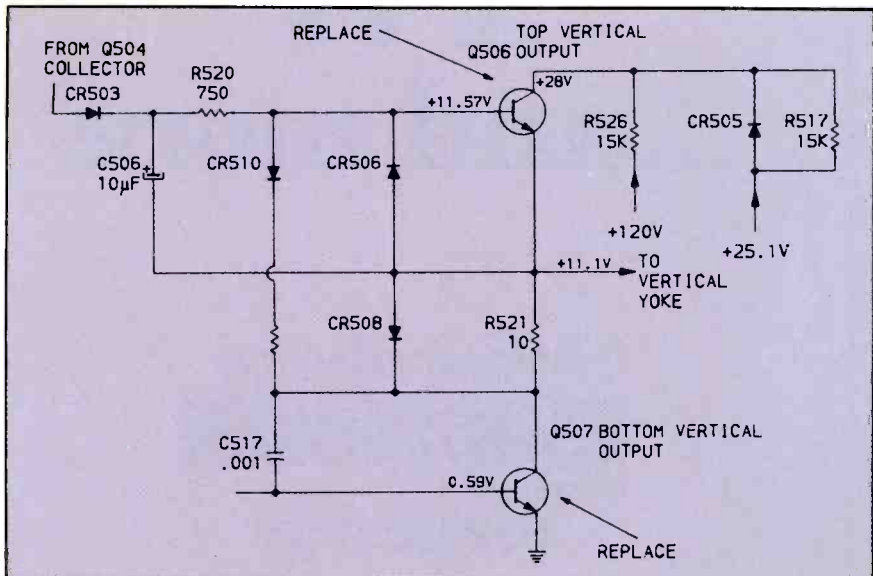 REPLACE
TOP VERTICAL
Q506 OUTPUT
FROM Q504
COLLECTOR
CR503
R520
750
+11.57V
+28V
R526
15K
CR505
R517
15K
C506
+
10µF
CR510
CR506
+120V
+25.1V
+11.1V
TO
VERTICAL
YOKE
CR508
R521
10
C517
.001
Q507 BOTTOM VERTICAL
OUTPUT
0.59V
REPLACE